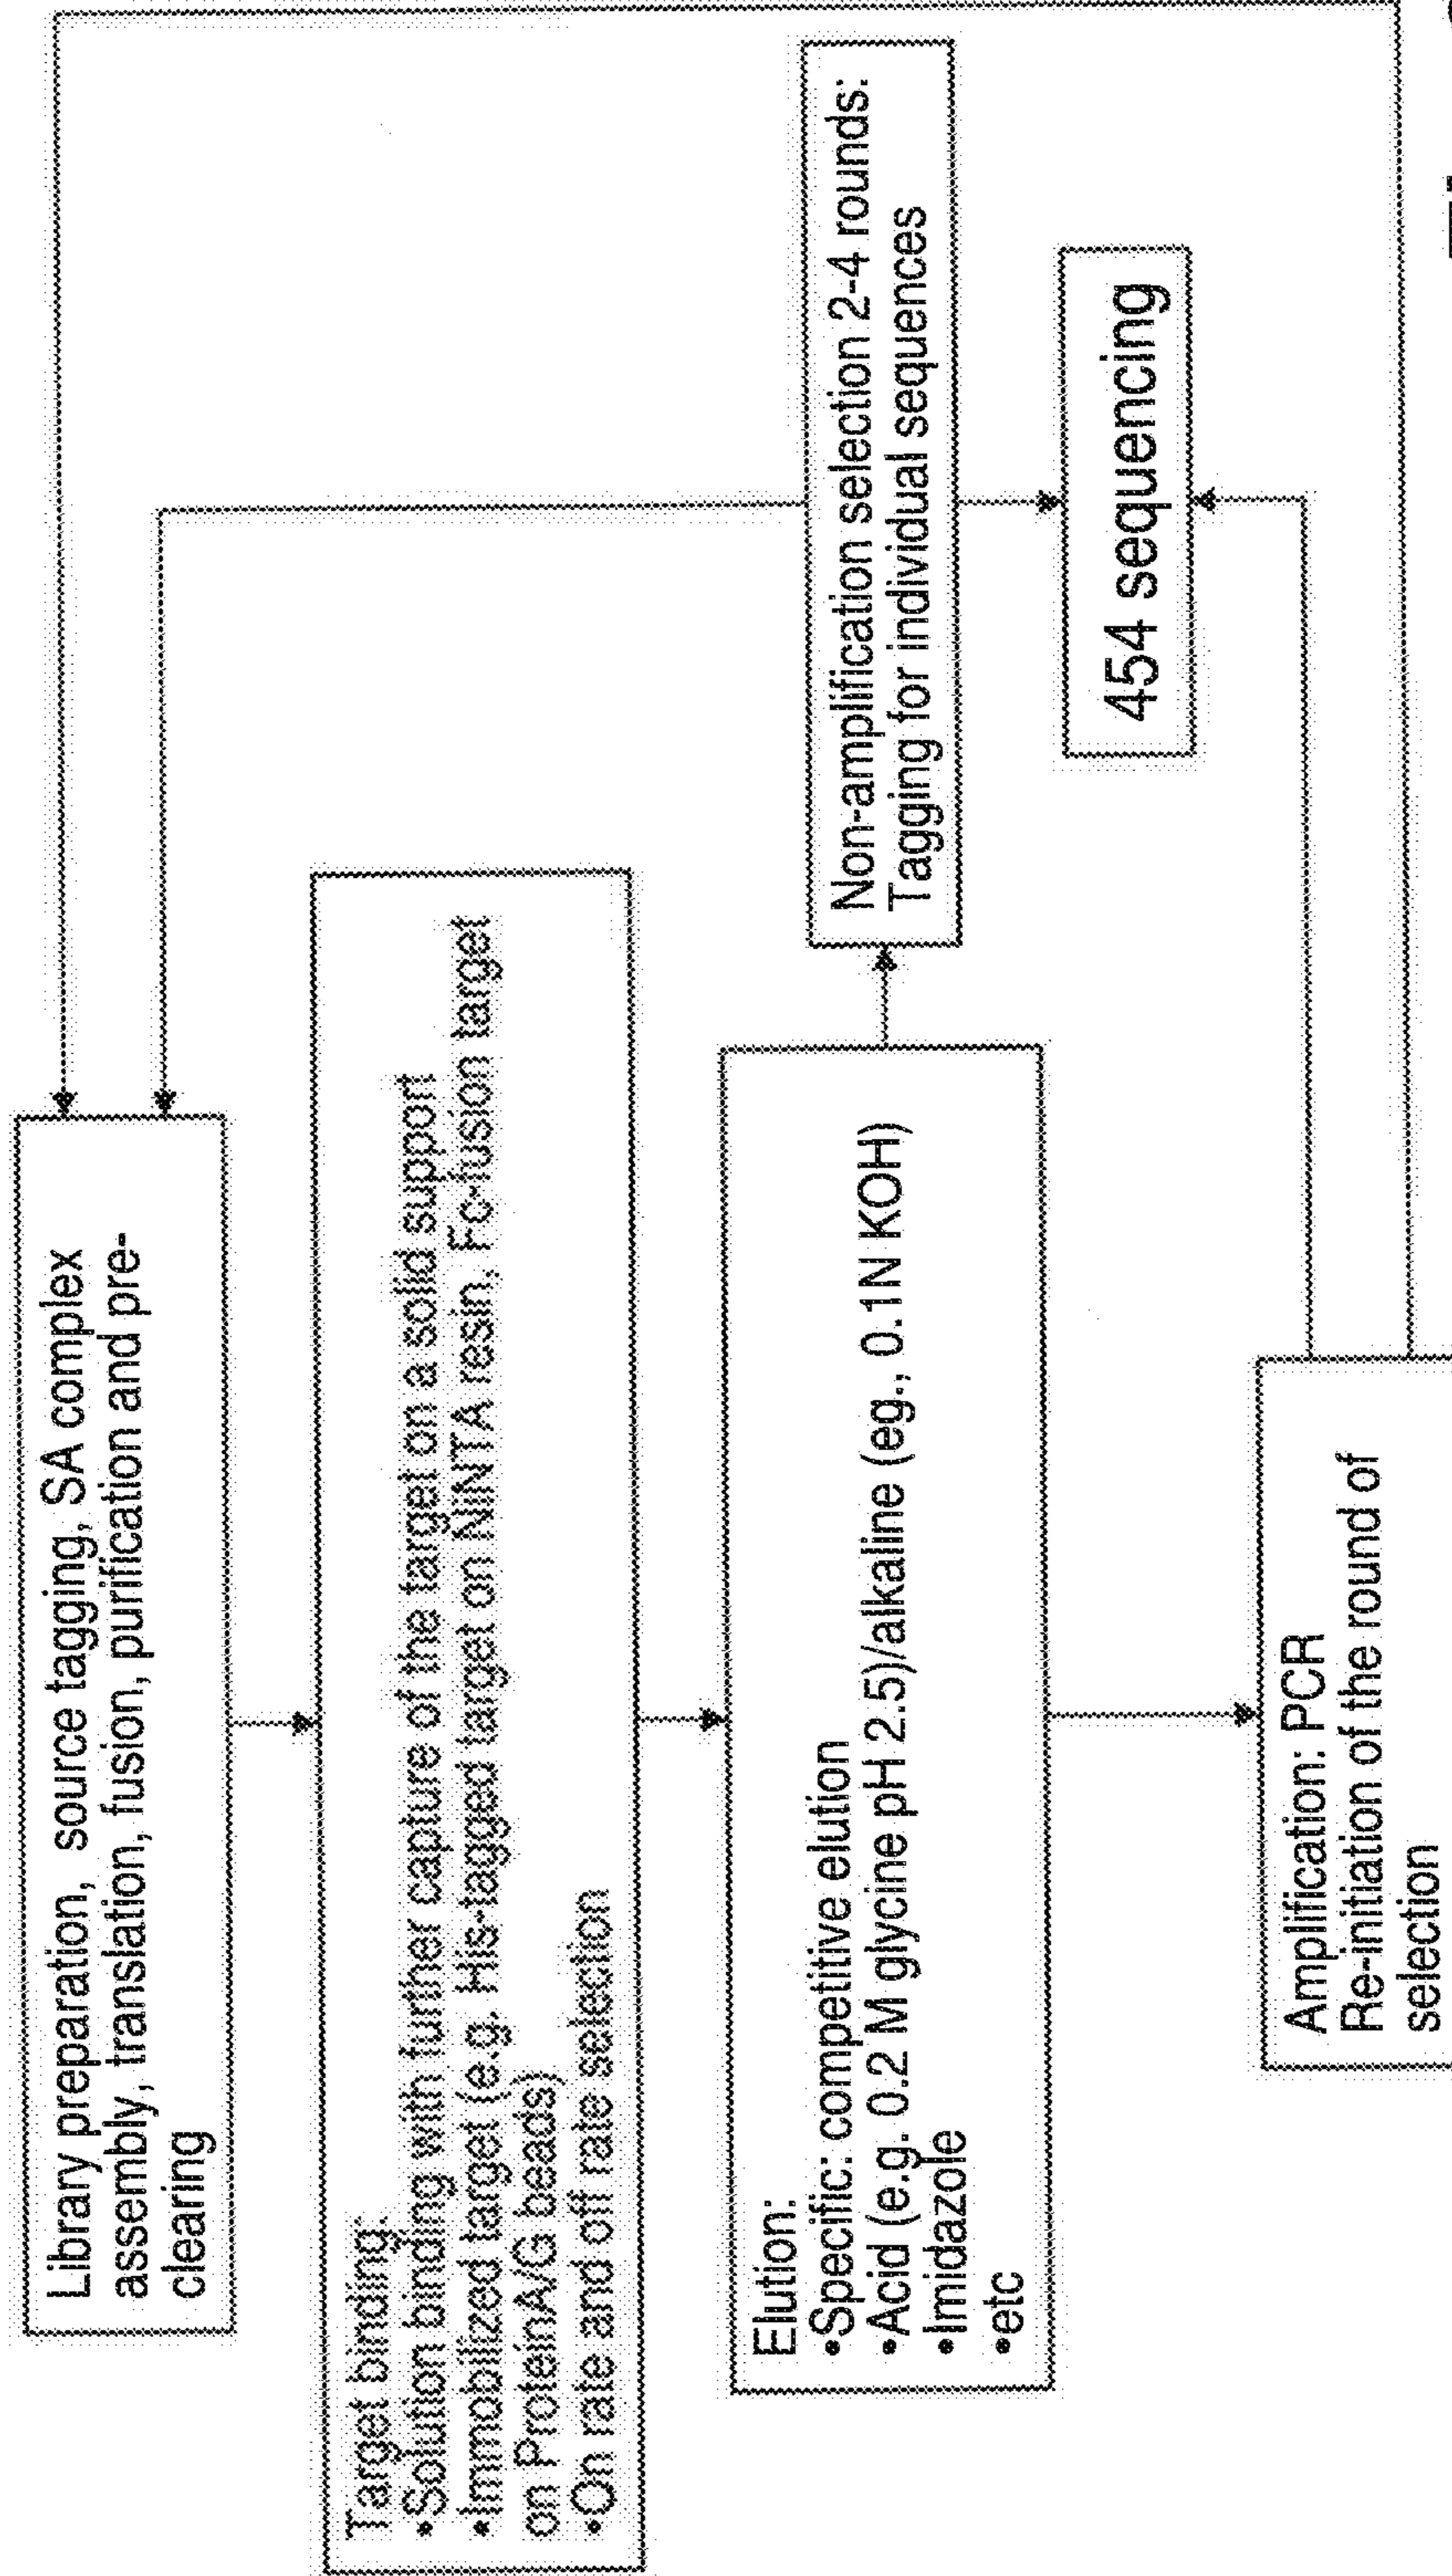 Library preparation, source tagging, SA complex
assembly, translation, fusion, purification and pre-
clearing
Target binding:
•Solution binding with further capture of the target on a solid support
•Immobilized target (e.g. His-tagged target on NiNTA resin, Fc-fusion target
on ProteinA/G beads)
•On rate and off rate selection
Elution:
•Specific: competitive elution
•Acid (e.g. 0.2 M glycine pH 2.5)/alkaline (eg., 0.1N KOH)
•Imidazole
•etc
Non-amplification selection 2-4 rounds:
Tagging for individual sequences
454 sequencing
Amplification: PCR
Re-initiation of the round of
selection